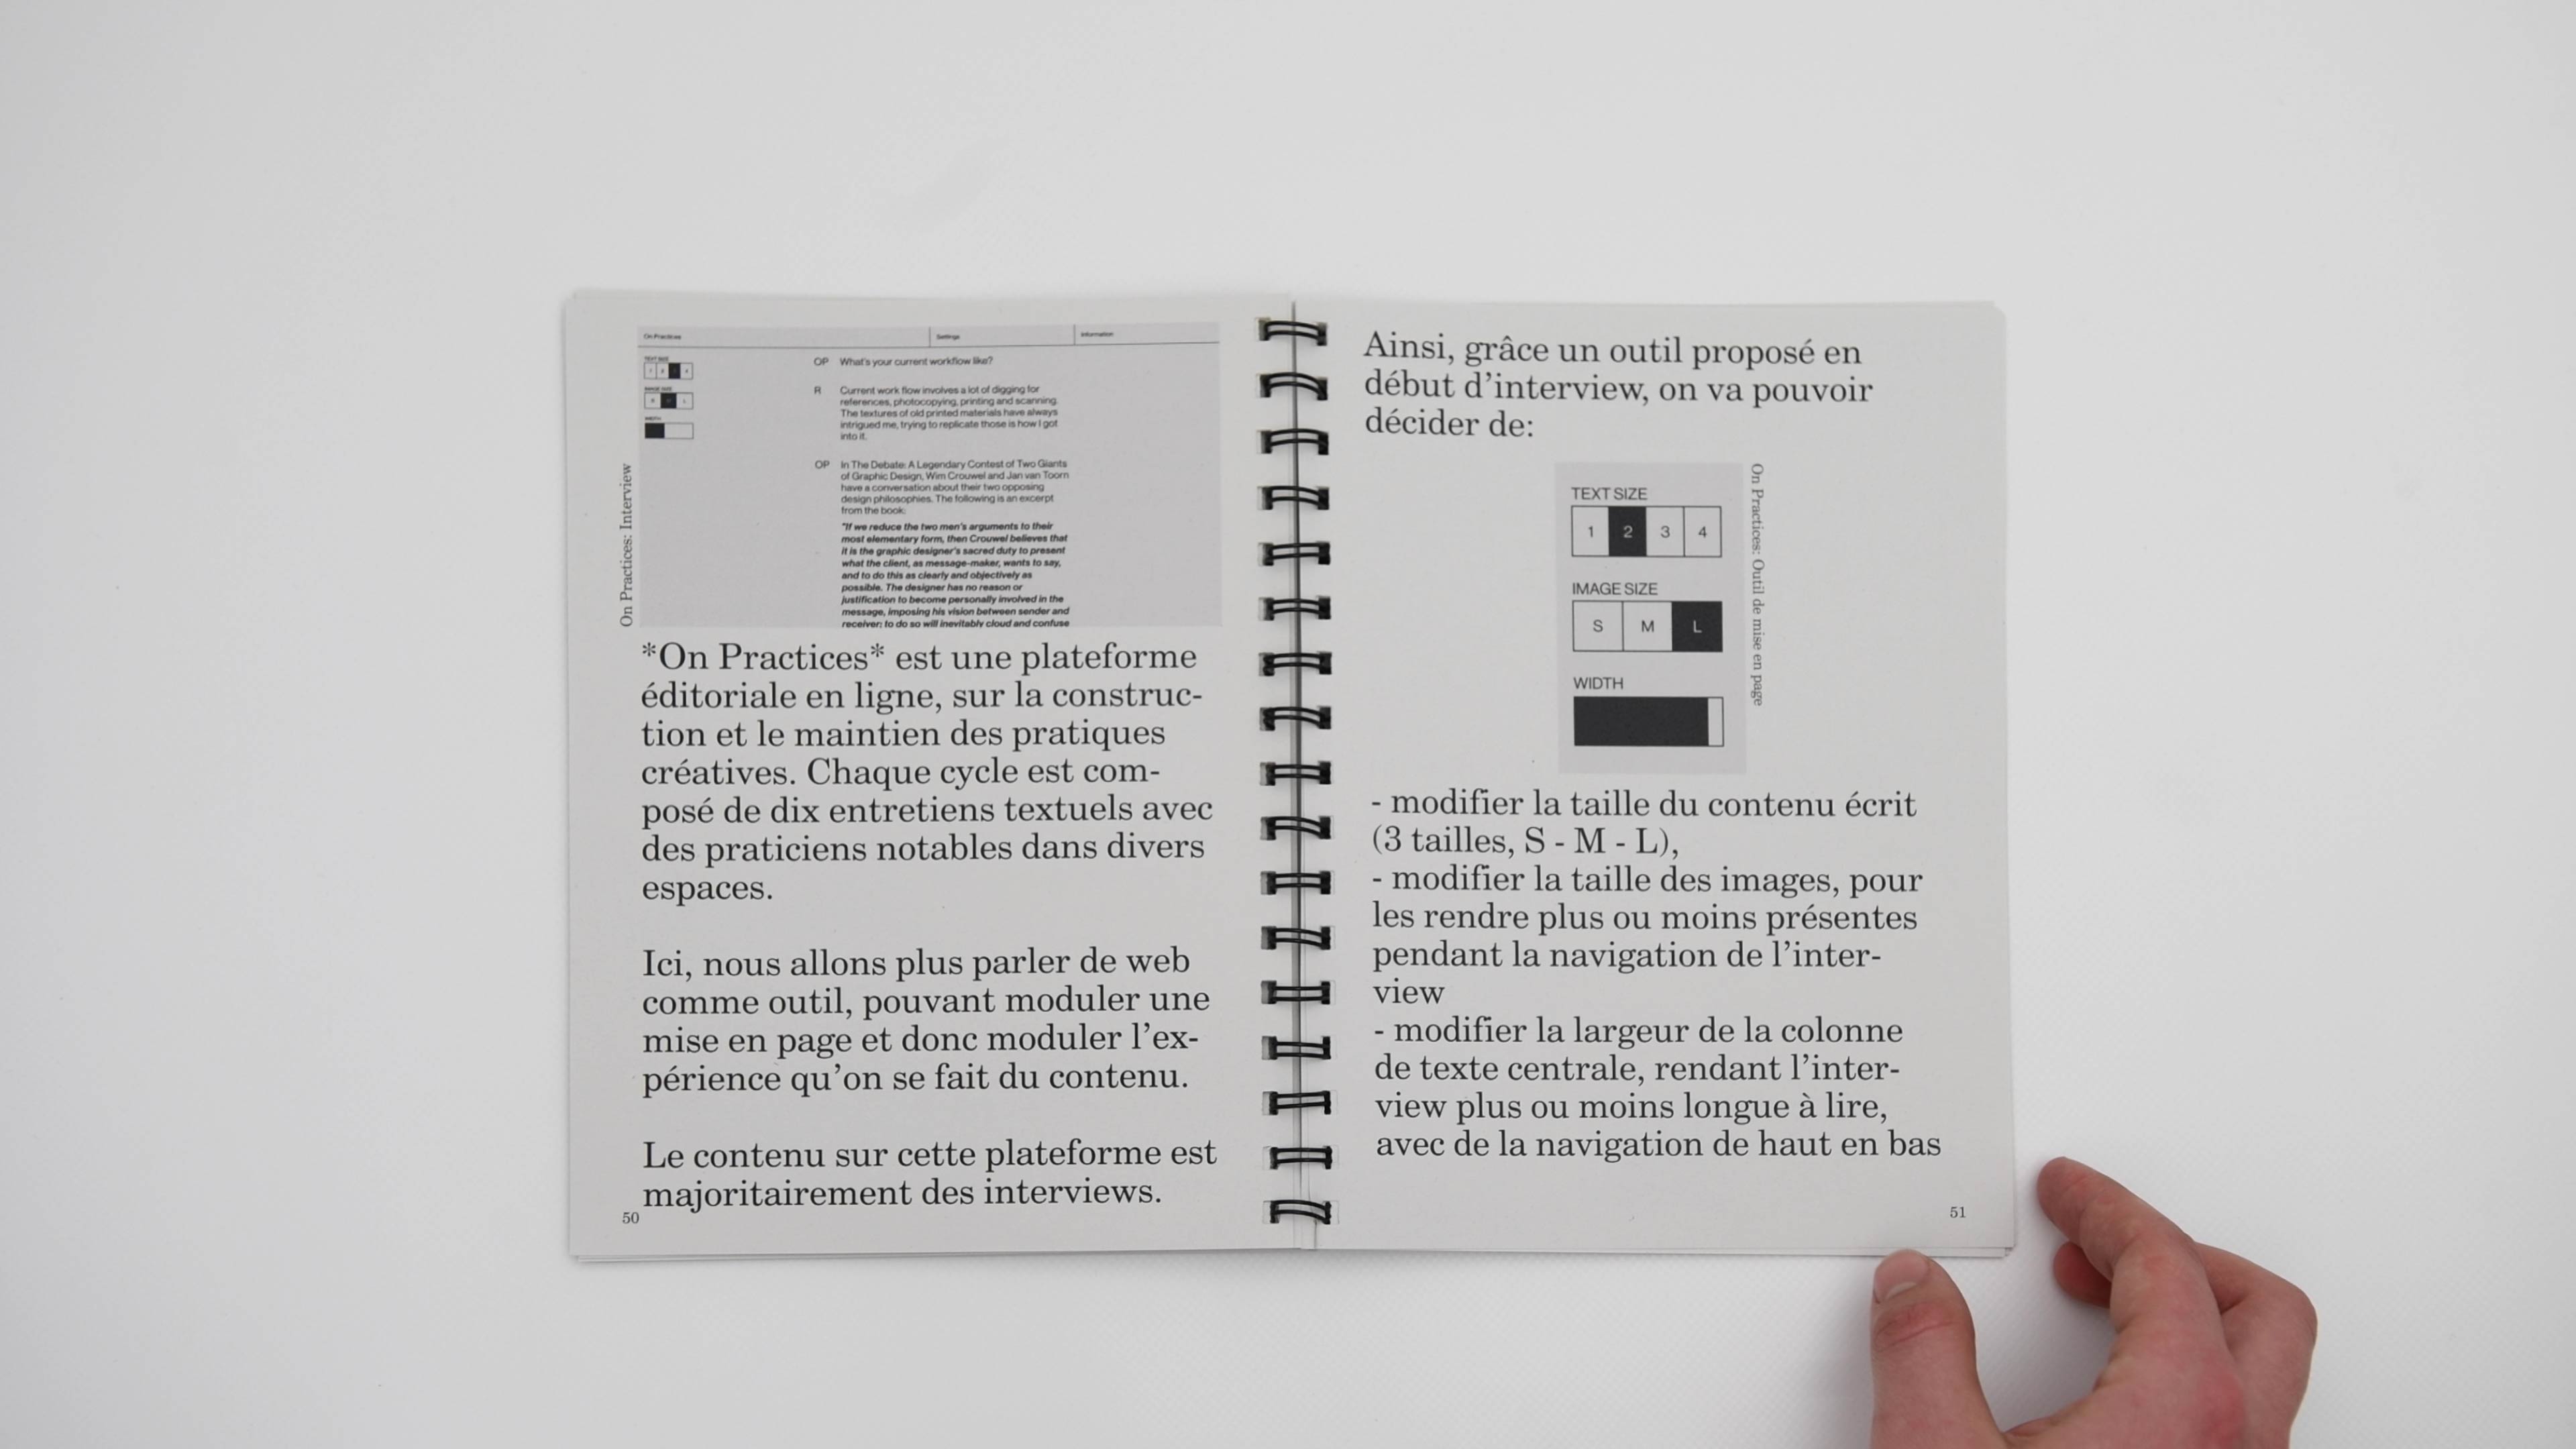 On Practices
Settings
Information
TEXT SIZE
IMAGE SIZE
WIDTH
OP What's your current workflow like?
R Current work flow involves a lot of digging for
references, photocopying, printing and scanning.
The textures of old printed materials have always
intrigued me, trying to replicate those is how I got
into it.
OP In The Debate: A Legendary Contest of Two Giants
of Graphic Design, Wim Crouwel and Jan van Toorn
have a conversation about their two opposing
design philosophies. The following is an excerpt
from the book:
"If we reduce the two men's arguments to their
most elementary form, then Crouwel believes that
it is the graphic designer's sacred duty to present
what the client, as message-maker, wants to say,
and to do this as clearly and objectively as
possible. The designer has no reason or
justification to become personally involved in the
message, imposing his vision between sender and
receiver; to do so will inevitably cloud and confuse
On Practices: Interview
*On Practices* est une plateforme
éditoriale en ligne, sur la construc-
tion et le maintien des pratiques
créatives. Chaque cycle est com-
posé de dix entretiens textuels avec
des praticiens notables dans divers
espaces.
Ici, nous allons plus parler de web
comme outil, pouvant moduler une
mise en page et donc moduler l'ex-
périence qu'on se fait du contenu.
Le contenu sur cette plateforme est
majoritairement des interviews.
50
Ainsi, grâce un outil proposé en
début d'interview, on va pouvoir
décider de:
TEXT SIZE
1 2 3 4
IMAGE SIZE
S M L
WIDTH
On Practices: Outil de mise en page
- modifier la taille du contenu écrit
(3 tailles, S - M - L),
- modifier la taille des images, pour
les rendre plus ou moins présentes
pendant la navigation de l'inter-
view
- modifier la largeur de la colonne
de texte centrale, rendant l'inter-
view plus ou moins longue à lire,
avec de la navigation de haut en bas
51